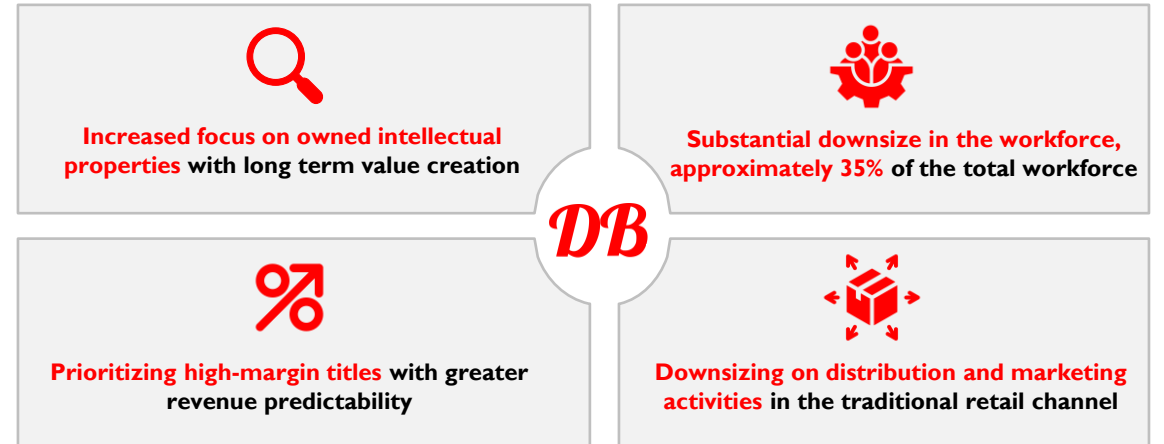 Increased focus on owned intellectual
properties with long term value creation
Substantial downsize in the workforce,
approximately 35% of the total workforce
DB
Prioritizing high-margin titles with greater
revenue predictability
Downsizing on distribution and marketing
activities in the traditional retail channel